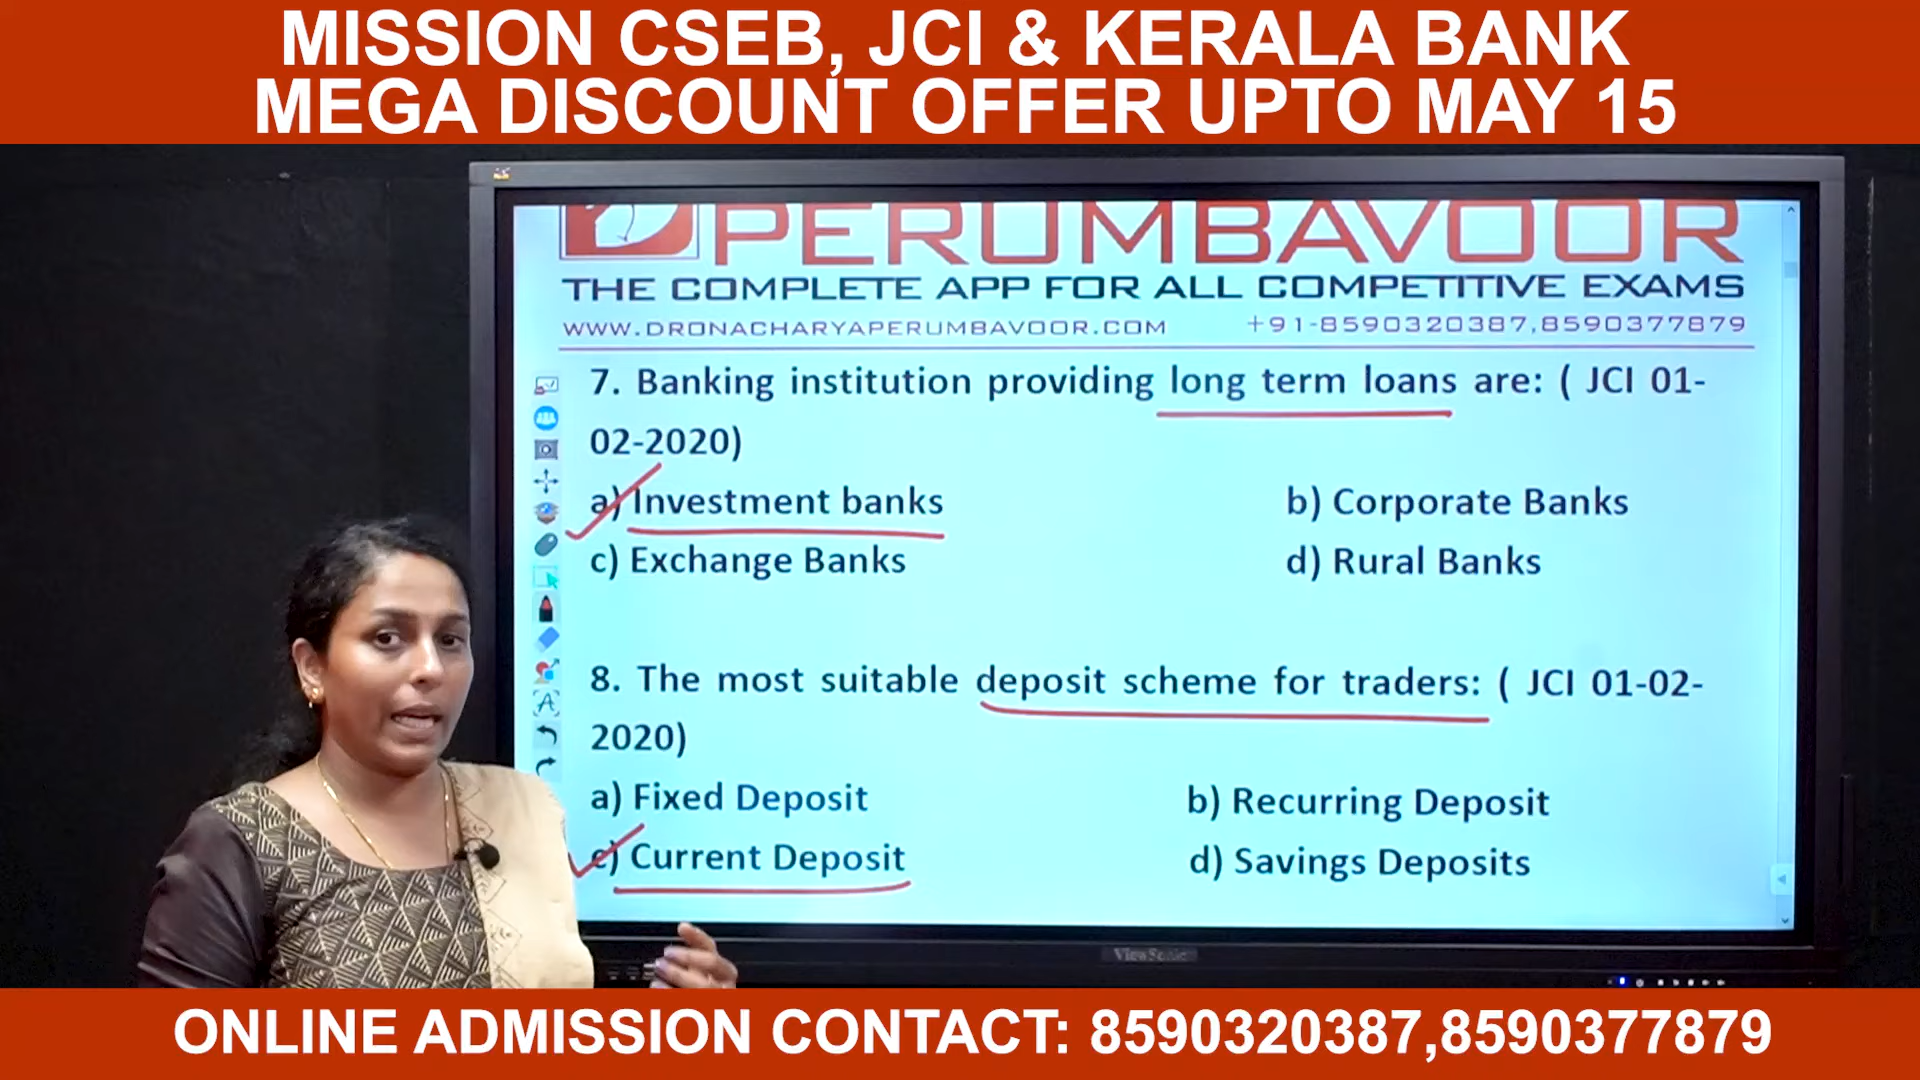 MISSION CSEB, JCI & KERALA BANK
MEGA DISCOUNT OFFER UPTO MAY 15
PERUMBAVOOR
THE COMPLETE APP FOR ALL COMPETITIVE EXAMS
WWW.DRONACHARYAPERUMBAVOOR.COM +91-8590320387,8590377879
7. Banking institution providing long term loans are: ( JCI 01-
02-2020)
a) Investment banks b) Corporate Banks
c) Exchange Banks d) Rural Banks
8. The most suitable deposit scheme for traders: ( JCI 01-02-
2020)
a) Fixed Deposit b) Recurring Deposit
c) Current Deposit d) Savings Deposits
ViewSonic
ONLINE ADMISSION CONTACT: 8590320387,8590377879